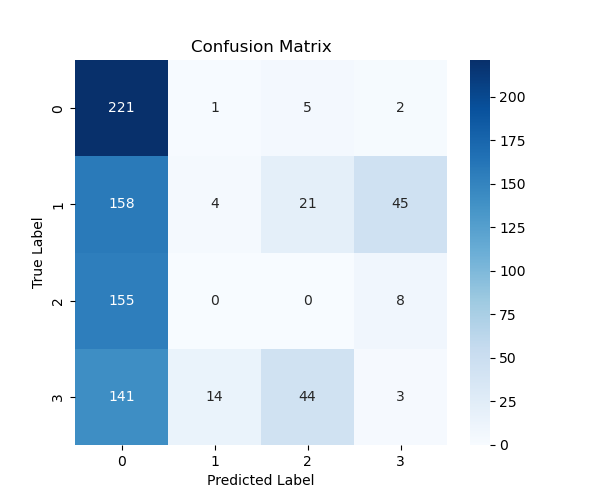 Confusion Matrix
0 221 1 5 2
1 158 4 21 45
2 155 0 0 8
3 141 14 44 3
0 1 2 3
True Label
Predicted Label
200
175
150
125
100
75
50
25
0